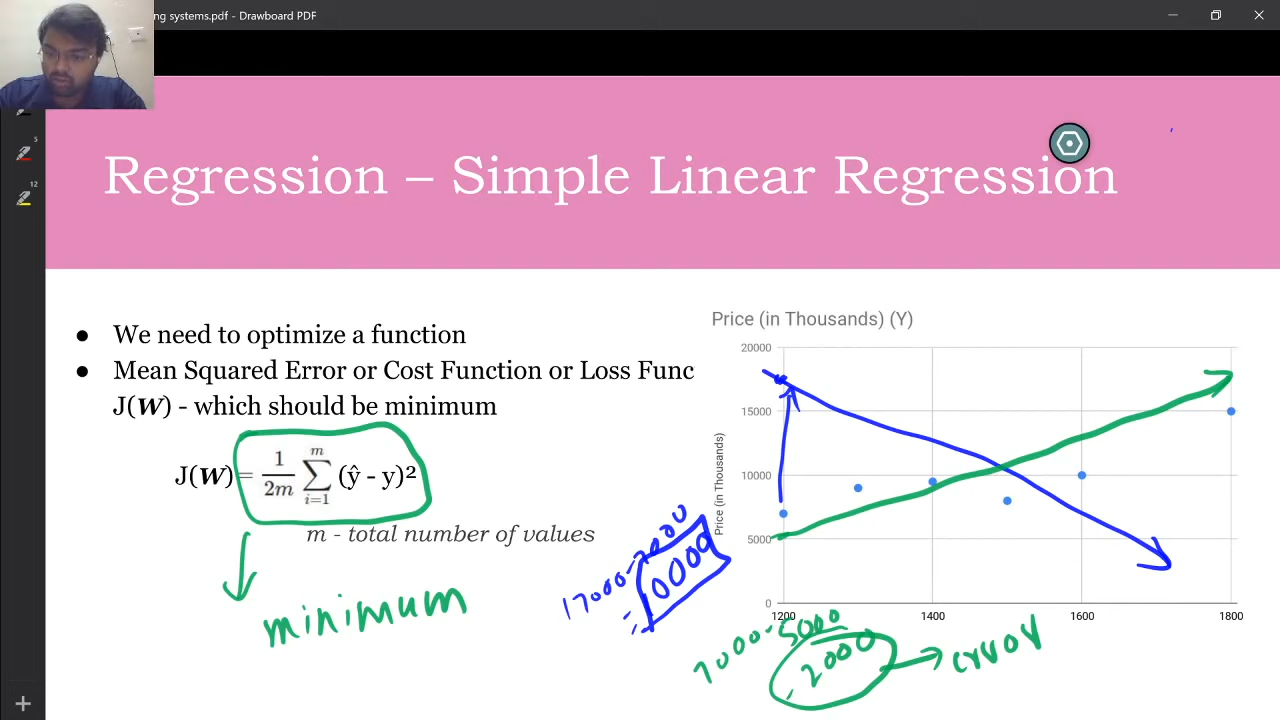 ng systems.pdf - Drawboard PDF
5
12
Regression – Simple Linear Regression
● We need to optimize a function
● Mean Squared Error or Cost Function or Loss Func
J(W) - which should be minimum
J(W) = 1/2m m∑i=1 (ŷ - y)²
m - total number of values
minimum
Price (in Thousands) (Y)
Price (in Thousands)
20000
15000
10000
5000
0
1200
1400
1600
1800
17000-7000
= 10000
7000-5000
2000
error